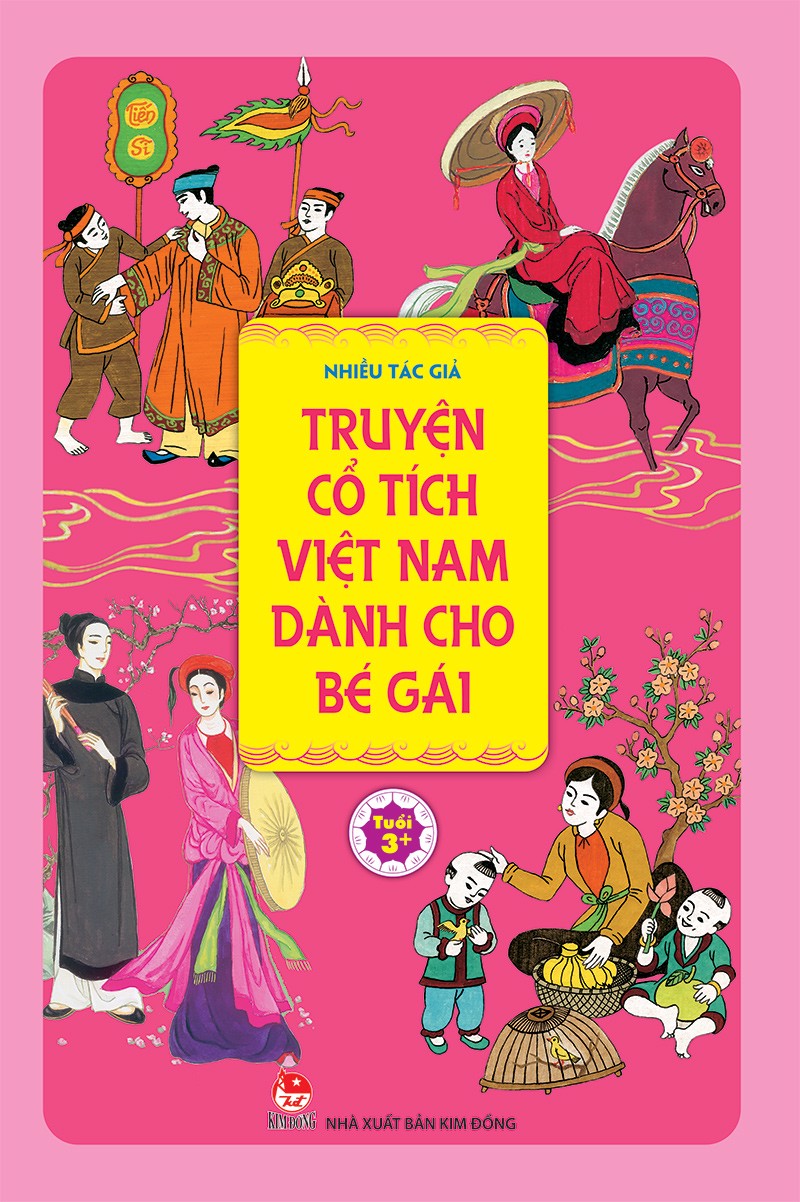 Tiến
Sĩ
NHIỀU TÁC GIẢ
TRUYỆN
CỔ TÍCH
VIỆT NAM
DÀNH CHO
BÉ GÁI
Tuổi
3+
KIM ĐỒNG
NHÀ XUẤT BẢN KIM ĐỒNG